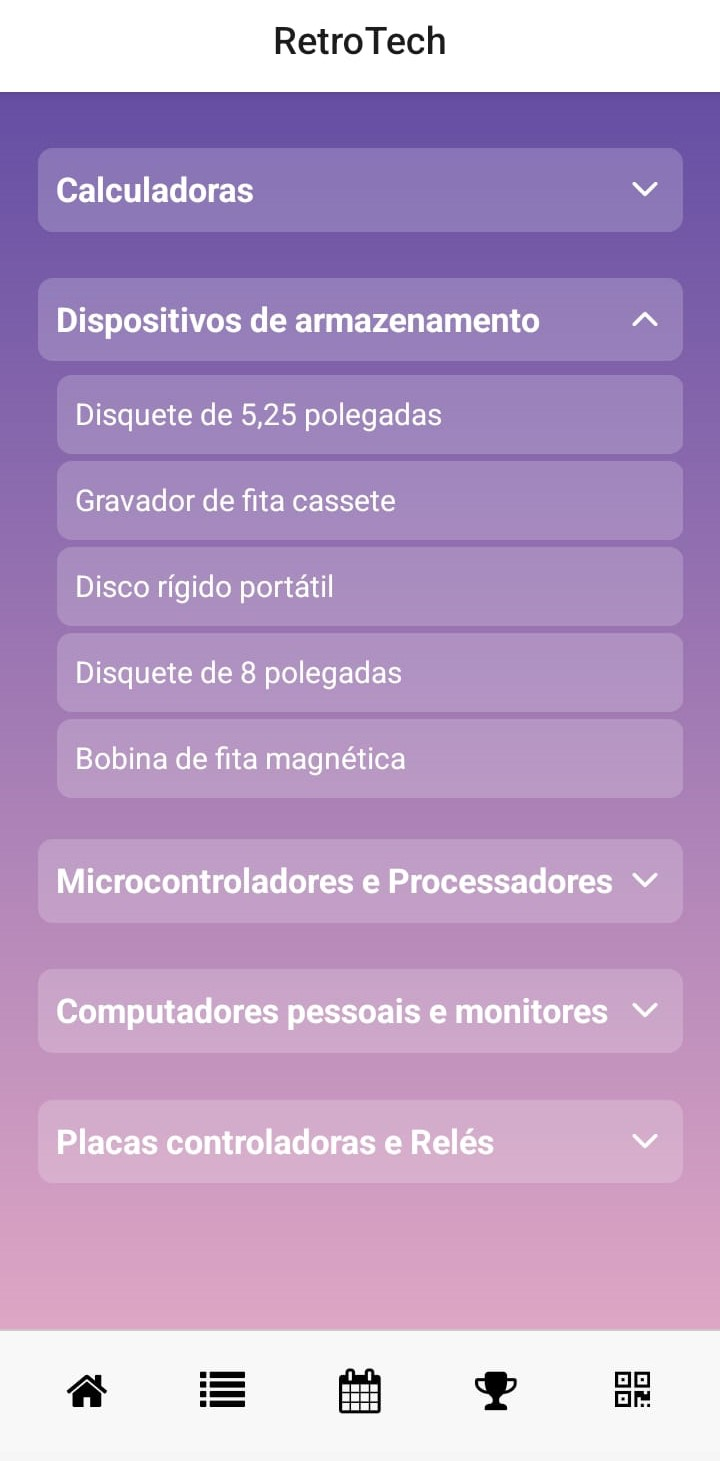 RetroTech
Calculadoras
Dispositivos de armazenamento
Disquete de 5,25 polegadas
Gravador de fita cassete
Disco rígido portátil
Disquete de 8 polegadas
Bobina de fita magnética
Microcontroladores e Processadores
Computadores pessoais e monitores
Placas controladoras e Relés